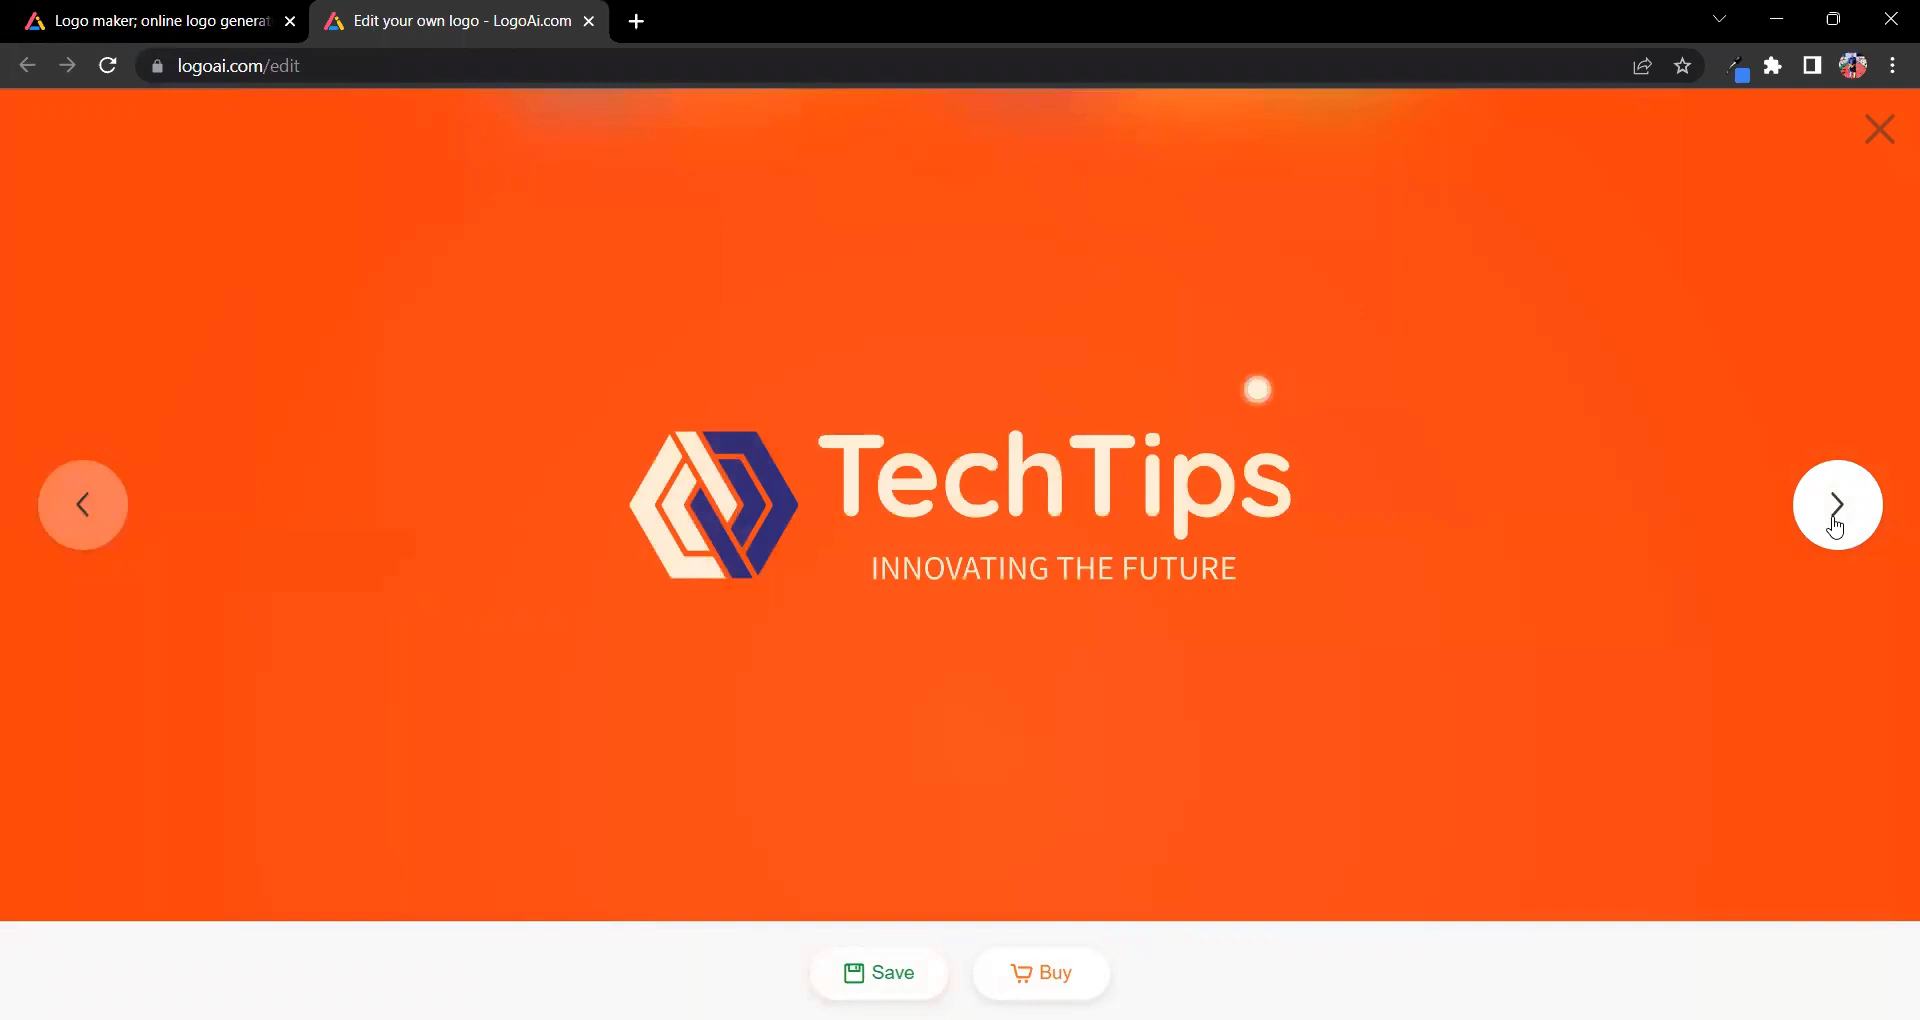 Logo maker; online logo generat
Edit your own logo - LogoAi.com
logoai.com/edit
TechTips
INNOVATING THE FUTURE
Save
Buy